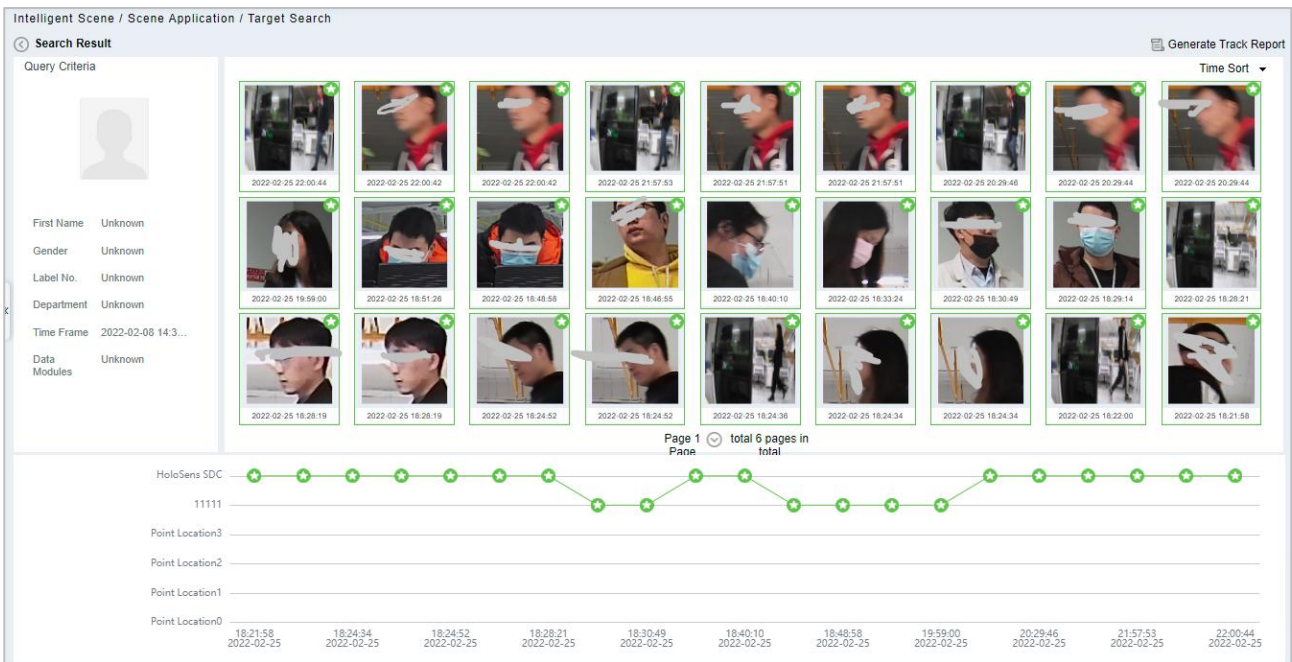 Intelligent Scene / Scene Application / Target Search
Search Result
Generate Track Report
Query Criteria
Time Sort
First Name Unknown
Gender Unknown
Label No. Unknown
Department Unknown
Time Frame 2022-02-08 14:3...
Data Modules Unknown
2022-02-25 22:00:44 2022-02-25 22:00:42 2022-02-25 22:00:42 2022-02-25 21:57:53 2022-02-25 21:57:51 2022-02-25 21:57:51 2022-02-25 20:29:46 2022-02-25 20:29:44 2022-02-25 20:29:44
2022-02-25 19:59:00 2022-02-25 18:51:26 2022-02-25 18:48:58 2022-02-25 18:46:55 2022-02-25 18:40:10 2022-02-25 18:33:24 2022-02-25 18:30:49 2022-02-25 18:29:14 2022-02-25 18:28:21
2022-02-25 18:28:19 2022-02-25 18:28:19 2022-02-25 18:24:52 2022-02-25 18:24:52 2022-02-25 18:24:36 2022-02-25 18:24:34 2022-02-25 18:24:34 2022-02-25 18:22:00 2022-02-25 18:21:58
Page 1 total 6 pages in
Page total
HoloSens SDC
11111
Point Location3
Point Location2
Point Location1
Point Location0
18:21:58 18:24:34 18:24:52 18:28:21 18:30:49 18:40:10 18:48:58 19:59:00 20:29:46 21:57:53 22:00:44
2022-02-25 2022-02-25 2022-02-25 2022-02-25 2022-02-25 2022-02-25 2022-02-25 2022-02-25 2022-02-25 2022-02-25 2022-02-25